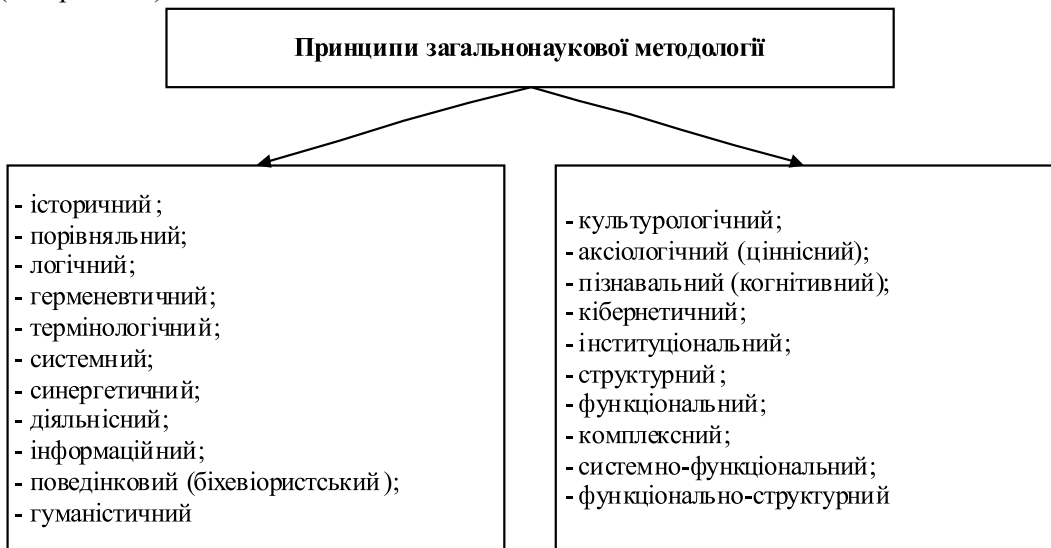 Принципи загальнонаукової методології
- історичний;
- порівняльний;
- логічний;
- герменевтичний;
- термінологічний;
- системний;
- синергетичний;
- діяльнісний;
- інформаційний;
- поведінковий (біхевіористський);
- гуманістичний
- культурологічний;
- аксіологічний (ціннісний);
- пізнавальний (когнітивний);
- кібернетичний;
- інституціональний;
- структурний;
- функціональний;
- комплексний;
- системно-функціональний;
- функціонально-структурний